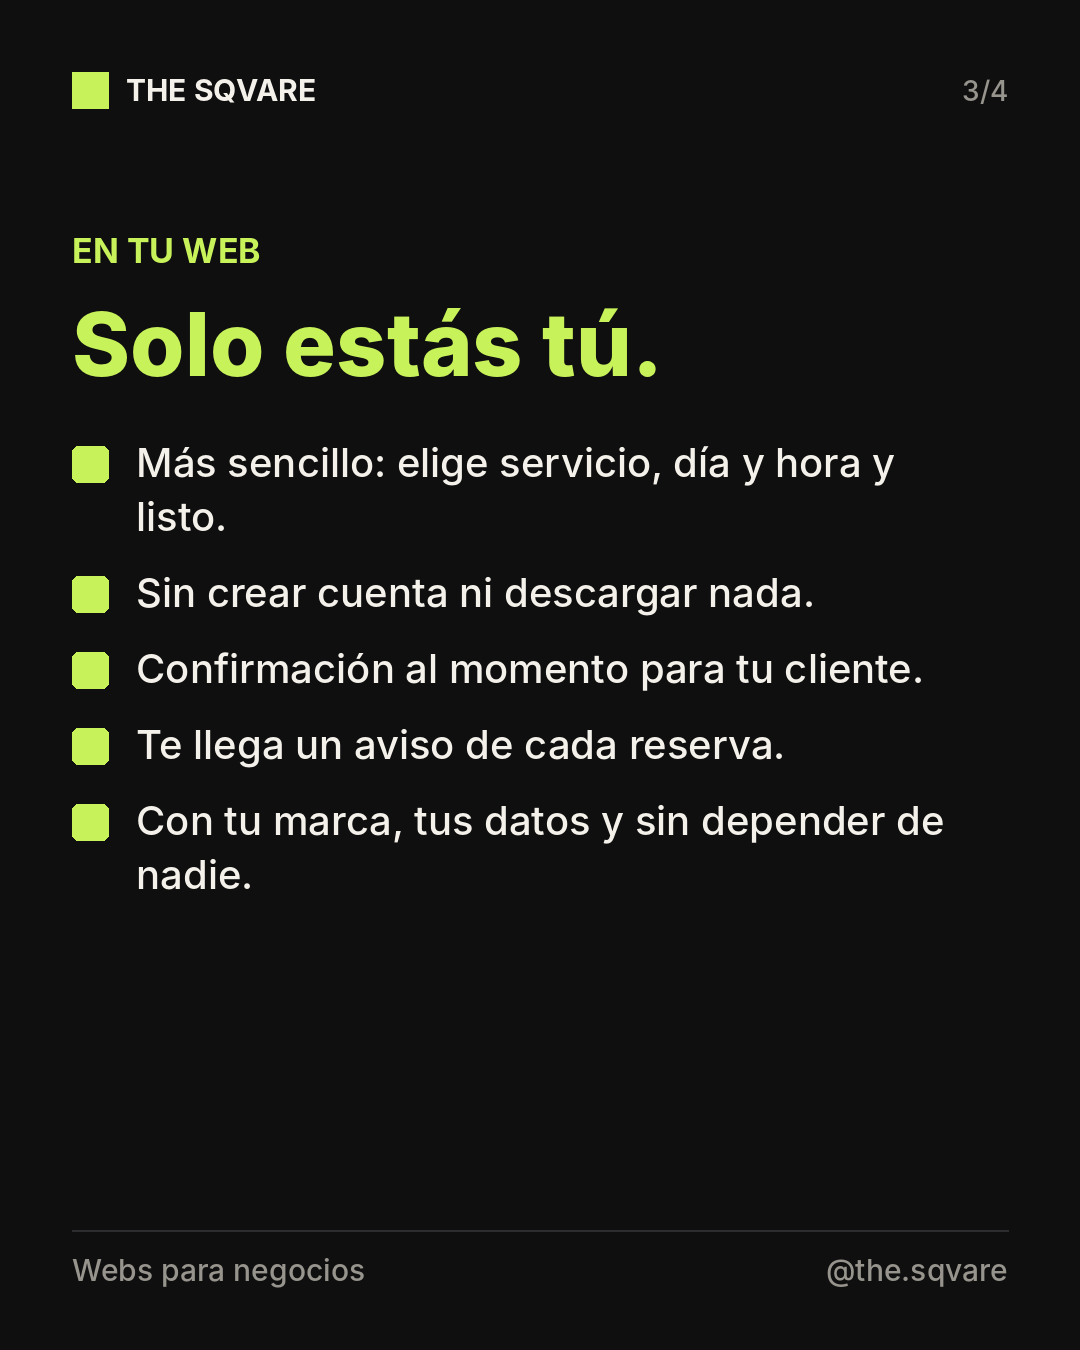 THE SQVARE
3/4
EN TU WEB
Solo estás tú.
Más sencillo: elige servicio, día y hora y
listo.
Sin crear cuenta ni descargar nada.
Confirmación al momento para tu cliente.
Te llega un aviso de cada reserva.
Con tu marca, tus datos y sin depender de
nadie.
Webs para negocios
@the.sqvare